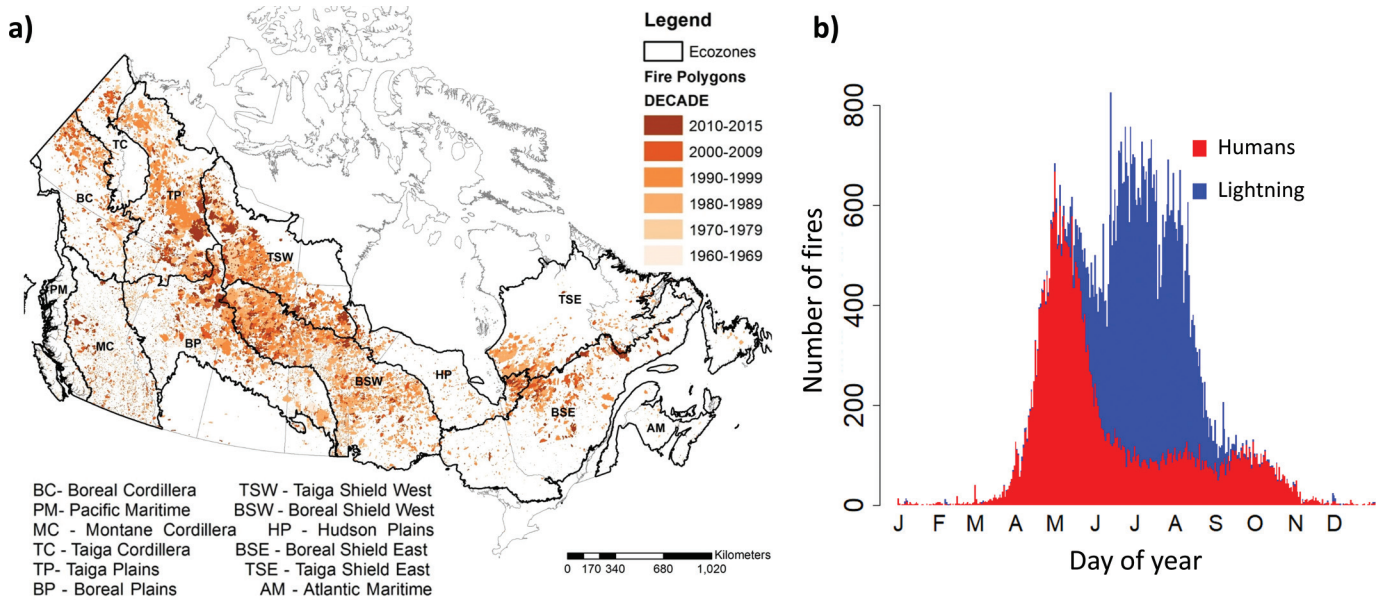 a)
Legend
Ecozones
Fire Polygons
DECADE
2010-2015
2000-2009
1990-1999
1980-1989
1970-1979
1960-1969
TC
BC
TP
TSW
PM
MC
BP
BSW
HP
TSE
BSE
AM
BC- Boreal Cordillera
PM- Pacific Maritime
MC - Montane Cordillera
TC - Taiga Cordillera
TP- Taiga Plains
BP - Boreal Plains
TSW - Taiga Shield West
BSW - Boreal Shield West
HP - Hudson Plains
BSE - Boreal Shield East
TSE - Taiga Shield East
AM - Atlantic Maritime
Kilometers
0 170 340 680 1,020
b)
Humans
Lightning
Number of fires
800
600
400
200
0
J F M A M J J A S O N D
Day of year